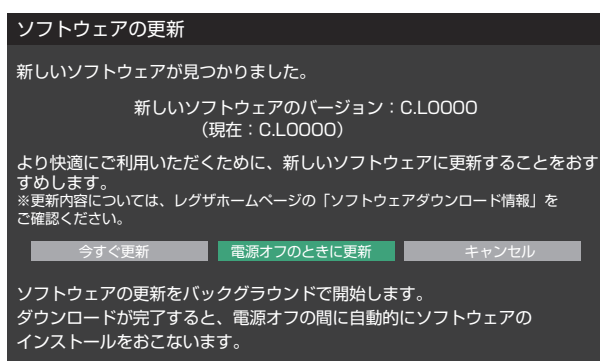 ソフトウェアの更新
新しいソフトウェアが見つかりました。
新しいソフトウェアのバージョン：C.L0000
（現在：C.L0000）
より快適にご利用いただくために、新しいソフトウェアに更新することをおす
すめします。
※更新内容については、レグザホームページの「ソフトウェアダウンロード情報」を
ご確認ください。
今すぐ更新
電源オフのときに更新
キャンセル
ソフトウェアの更新をバックグラウンドで開始します。
ダウンロードが完了すると、電源オフの間に自動的にソフトウェアの
インストールをおこないます。